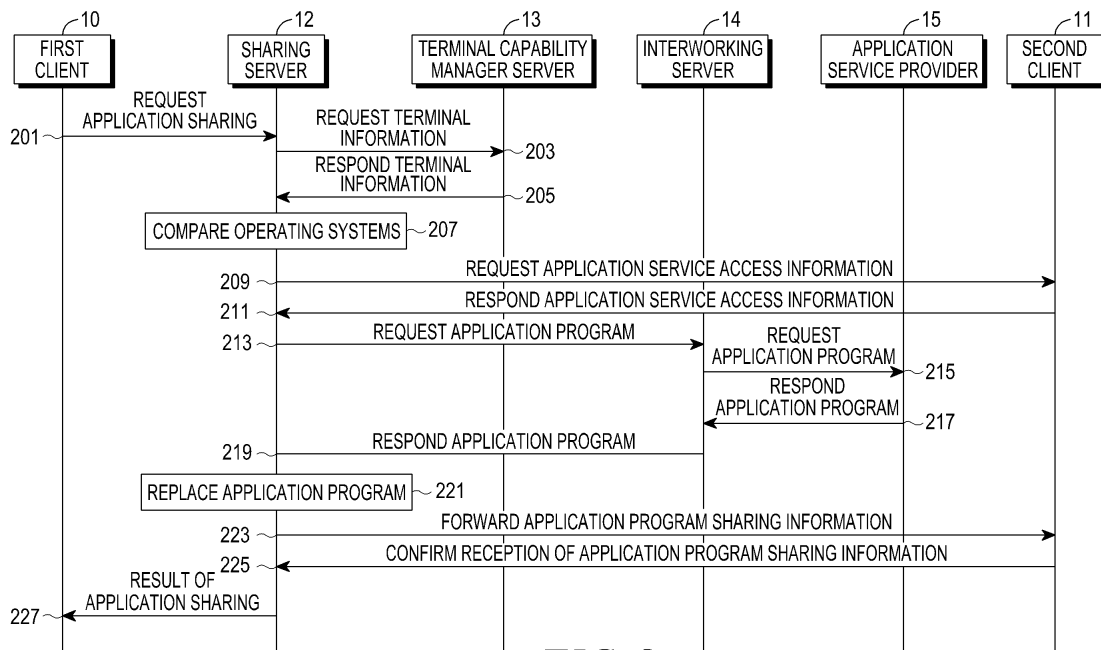 10
12
13
14
15
11
FIRST
CLIENT
SHARING
SERVER
TERMINAL CAPABILITY
MANAGER SERVER
INTERWORKING
SERVER
APPLICATION
SERVICE PROVIDER
SECOND
CLIENT
REQUEST
APPLICATION SHARING
201
REQUEST TERMINAL
INFORMATION
203
RESPOND TERMINAL
INFORMATION
205
COMPARE OPERATING SYSTEMS
207
REQUEST APPLICATION SERVICE ACCESS INFORMATION
209
RESPOND APPLICATION SERVICE ACCESS INFORMATION
211
REQUEST APPLICATION PROGRAM
213
REQUEST
APPLICATION PROGRAM
215
RESPOND
APPLICATION PROGRAM
217
RESPOND APPLICATION PROGRAM
219
REPLACE APPLICATION PROGRAM
221
FORWARD APPLICATION PROGRAM SHARING INFORMATION
223
CONFIRM RECEPTION OF APPLICATION PROGRAM SHARING INFORMATION
225
RESULT OF
APPLICATION SHARING
227